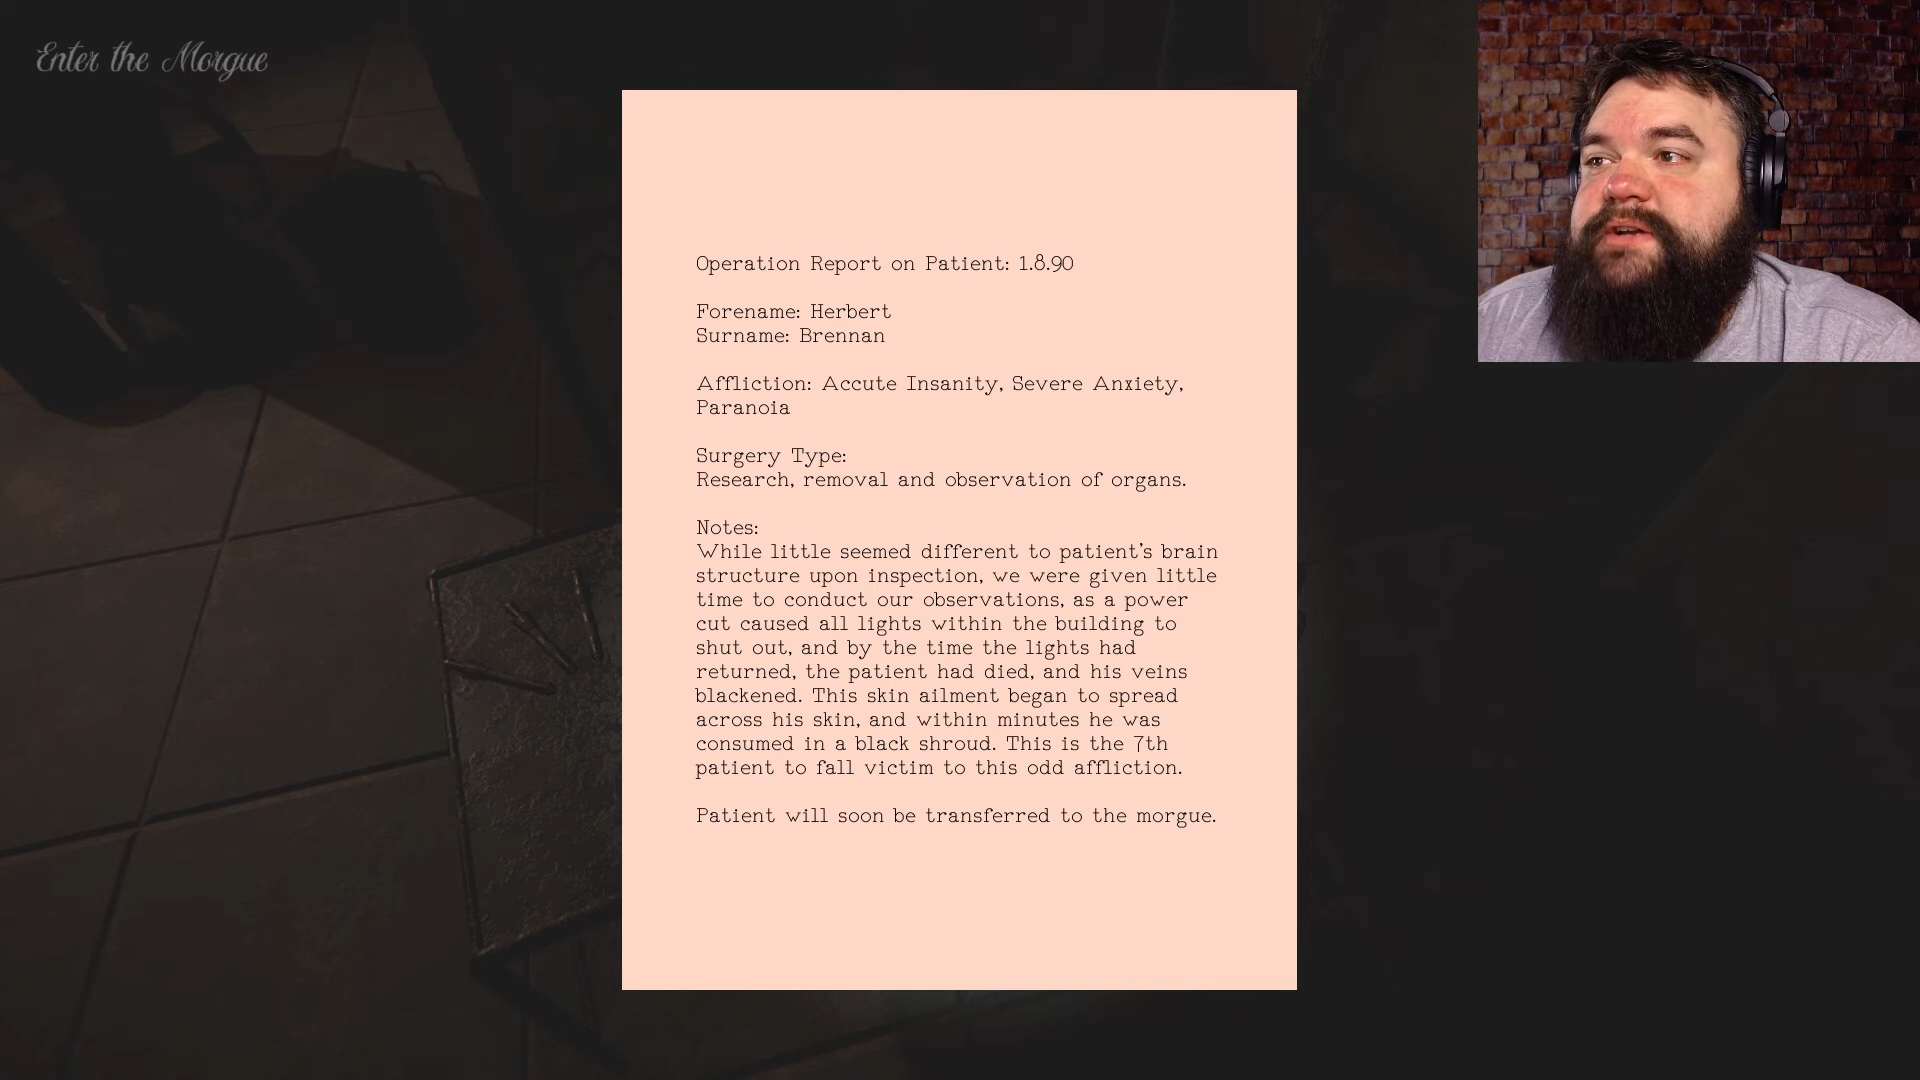 Enter the Morgue
Operation Report on Patient: 1.8.90
Forename: Herbert
Surname: Brennan
Affliction: Accute Insanity, Severe Anxiety,
Paranoia
Surgery Type:
Research, removal and observation of organs.
Notes:
While little seemed different to patient's brain
structure upon inspection, we were given little
time to conduct our observations, as a power
cut caused all lights within the building to
shut out, and by the time the lights had
returned, the patient had died, and his veins
blackened. This skin ailment began to spread
across his skin, and within minutes he was
consumed in a black shroud. This is the 7th
patient to fall victim to this odd affliction.
Patient will soon be transferred to the morgue.